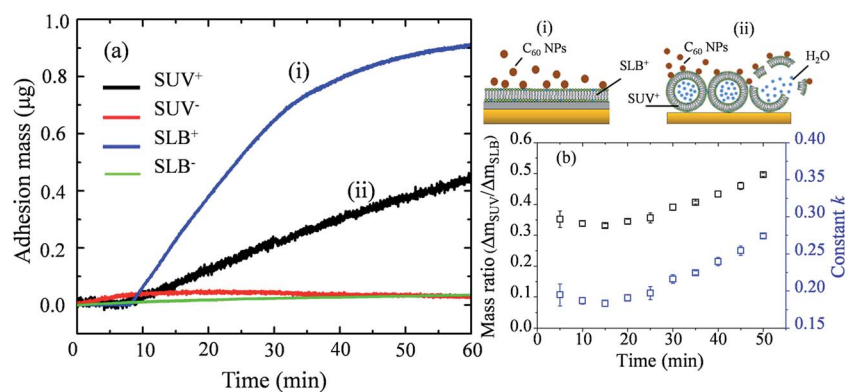 (a)
SUV+
SUV-
SLB+
SLB-
(i)
(ii)
Adhesion mass (μg)
1.0
0.8
0.6
0.4
0.2
0.0
0 10 20 30 40 50 60
Time (min)
(i)
C60 NPs
SLB+
(ii)
C60 NPs
H2O
SUV+
(b)
Mass ratio (ΔmSUV/ΔmSLB)
0.6
0.5
0.4
0.3
0.2
0.1
0.0
0.40
0.35
0.30
0.25
0.20
0.15
Constant k
0 10 20 30 40 50
Time (min)